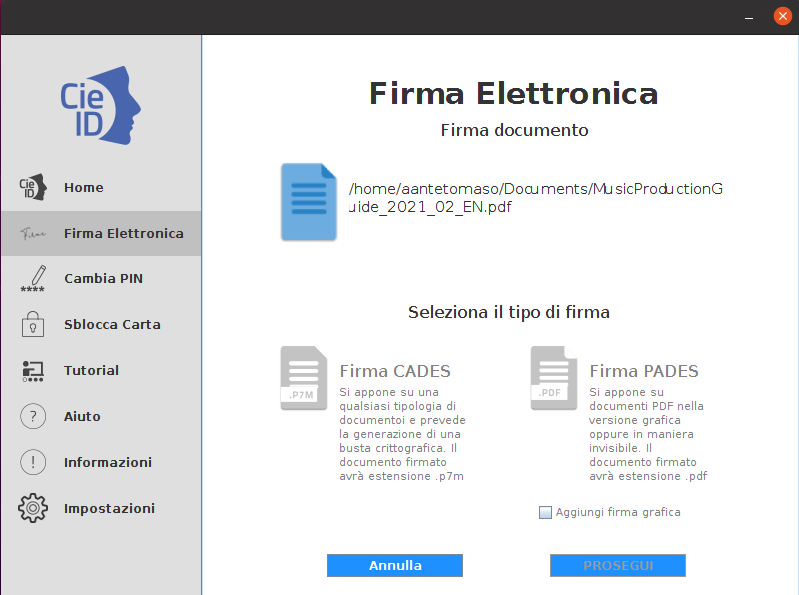 Cie
ID
Cie
ID
Home
Firma
Firma Elettronica
****
Cambia PIN
Sblocca Carta
Tutorial
?
Aiuto
!
Informazioni
Impostazioni
Firma Elettronica
Firma documento
/home/aantetomaso/Documents/MusicProductionG
uide_2021_02_EN.pdf
Seleziona il tipo di firma
.P7M
Firma CADES
Si appone su una
qualsiasi tipologia di
documentoi e prevede
la generazione di una
busta crittografica. Il
documento firmato
avrà estensione .p7m
.PDF
Firma PADES
Si appone su
documenti PDF nella
versione grafica
oppure in maniera
invisibile. Il
documento firmato
avrà estensione .pdf
Aggiungi firma grafica
Annulla
PROSEGUI